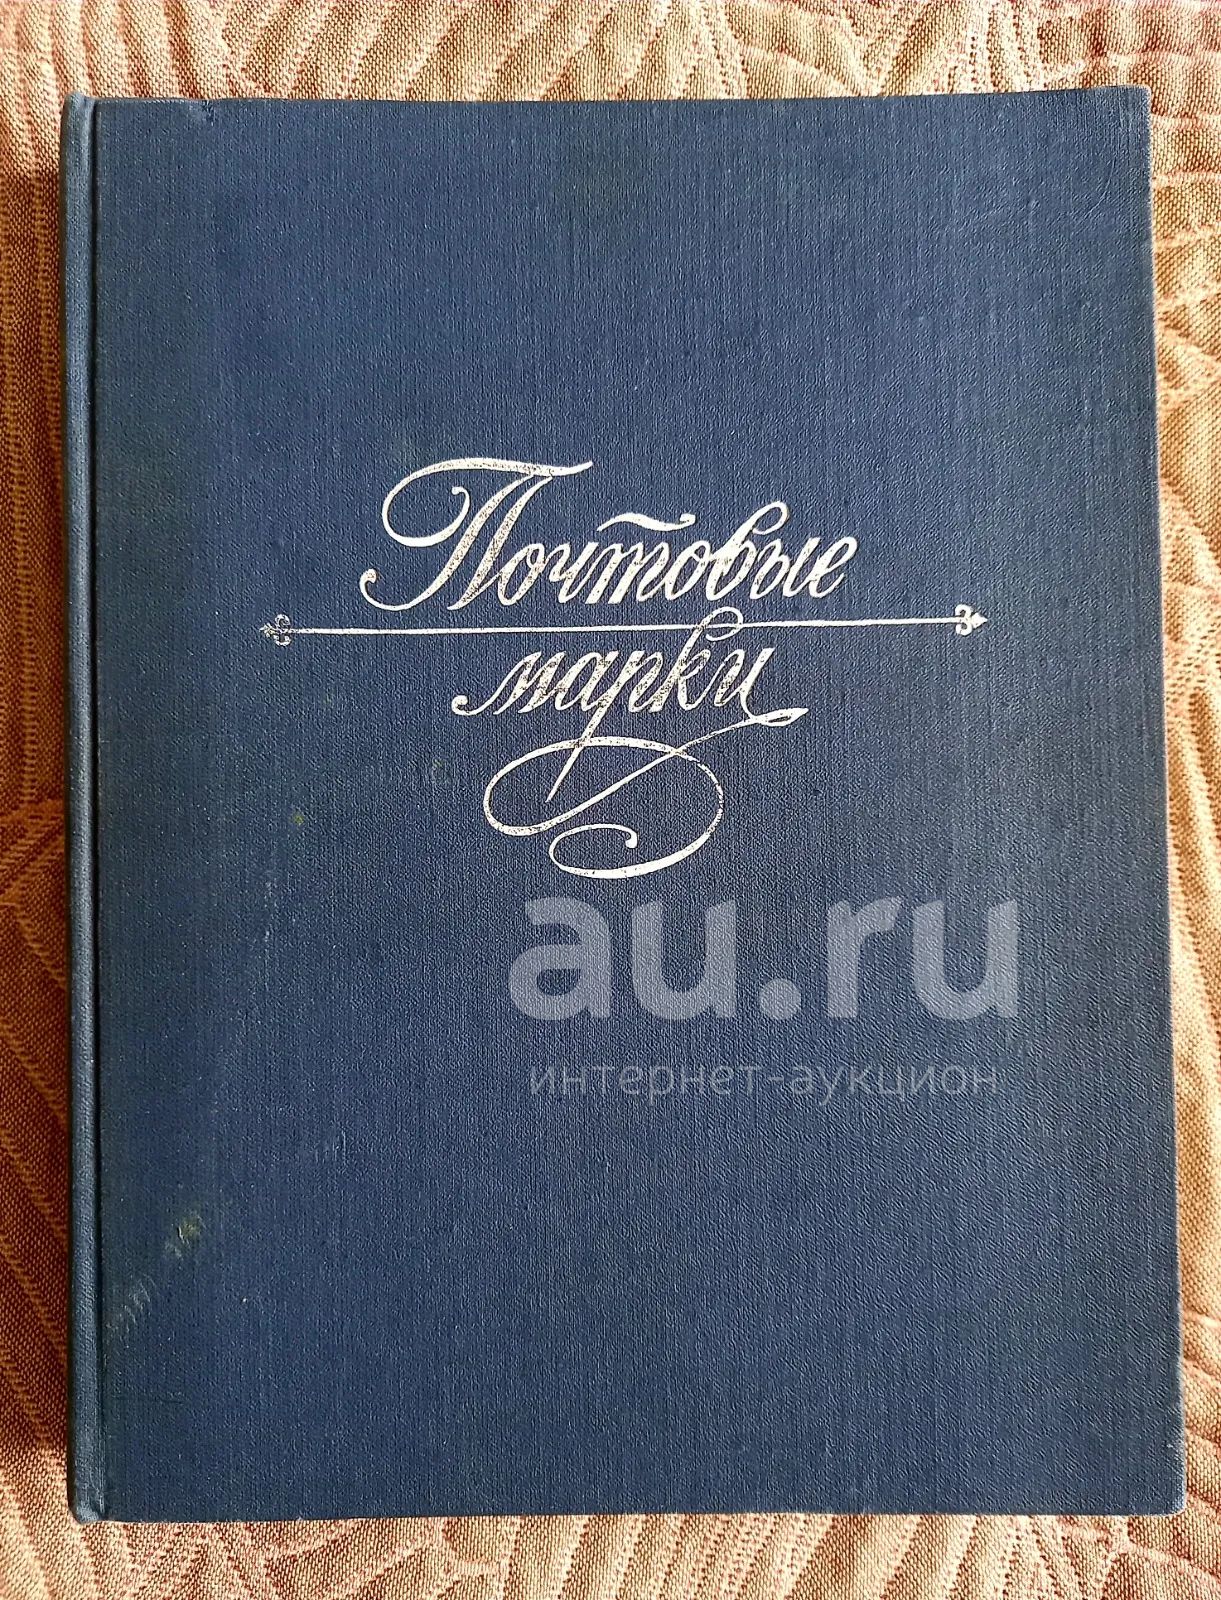 Почтовые
марки
au.ru
интернет-аукцион